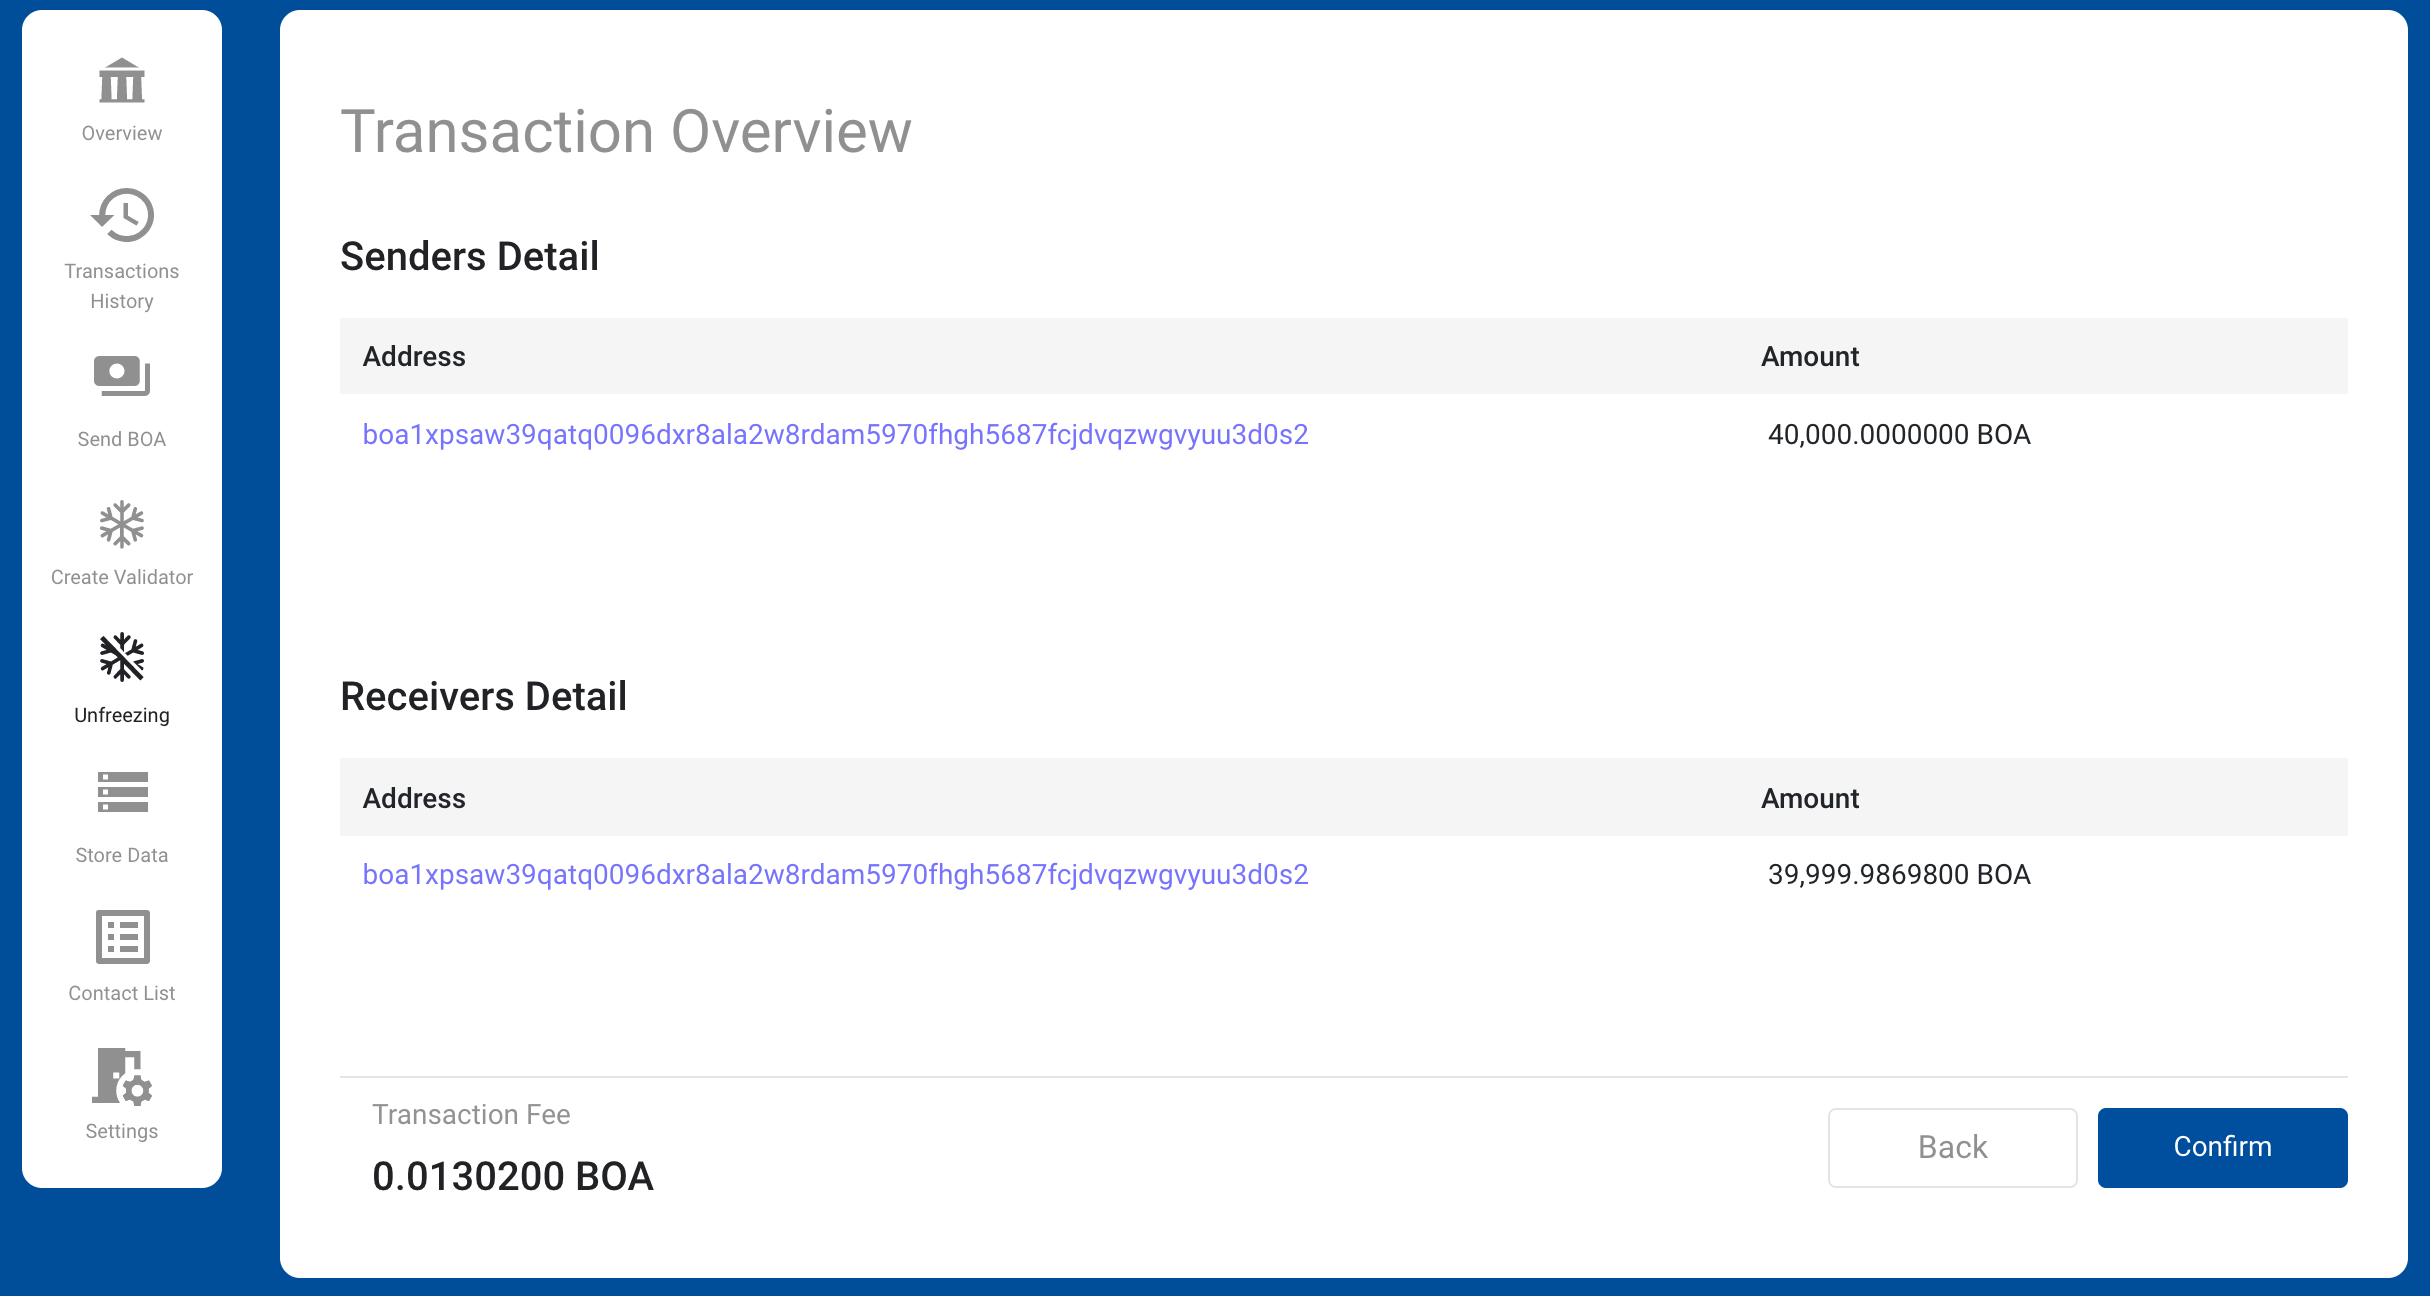 Overview
Transactions
History
Send BOA
Create Validator
Unfreezing
Store Data
Contact List
Settings
Transaction Overview
Senders Detail
Address Amount
boa1xpsaw39qatq0096dxr8ala2w8rdam5970fhgh5687fcjdvqzwgvyuu3d0s2 40,000.0000000 BOA
Receivers Detail
Address Amount
boa1xpsaw39qatq0096dxr8ala2w8rdam5970fhgh5687fcjdvqzwgvyuu3d0s2 39,999.9869800 BOA
Transaction Fee
0.0130200 BOA
Back
Confirm